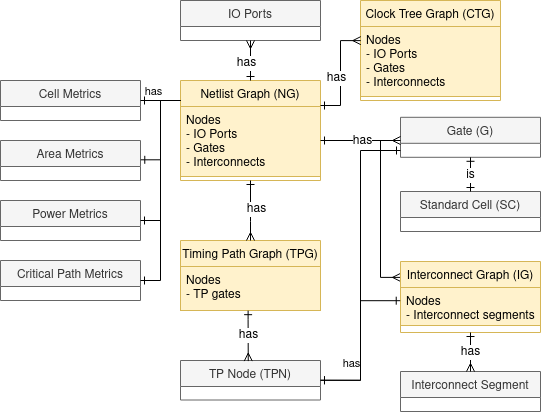 IO Ports
Clock Tree Graph (CTG)
Nodes
- IO Ports
- Gates
- Interconnects
has
has
Cell Metrics
has
Netlist Graph (NG)
Nodes
- IO Ports
- Gates
- Interconnects
has
Gate (G)
Area Metrics
is
Power Metrics
has
Standard Cell (SC)
Critical Path Metrics
Timing Path Graph (TPG)
Nodes
- TP gates
Interconnect Graph (IG)
Nodes
- Interconnect segments
has
has
has
TP Node (TPN)
Interconnect Segment